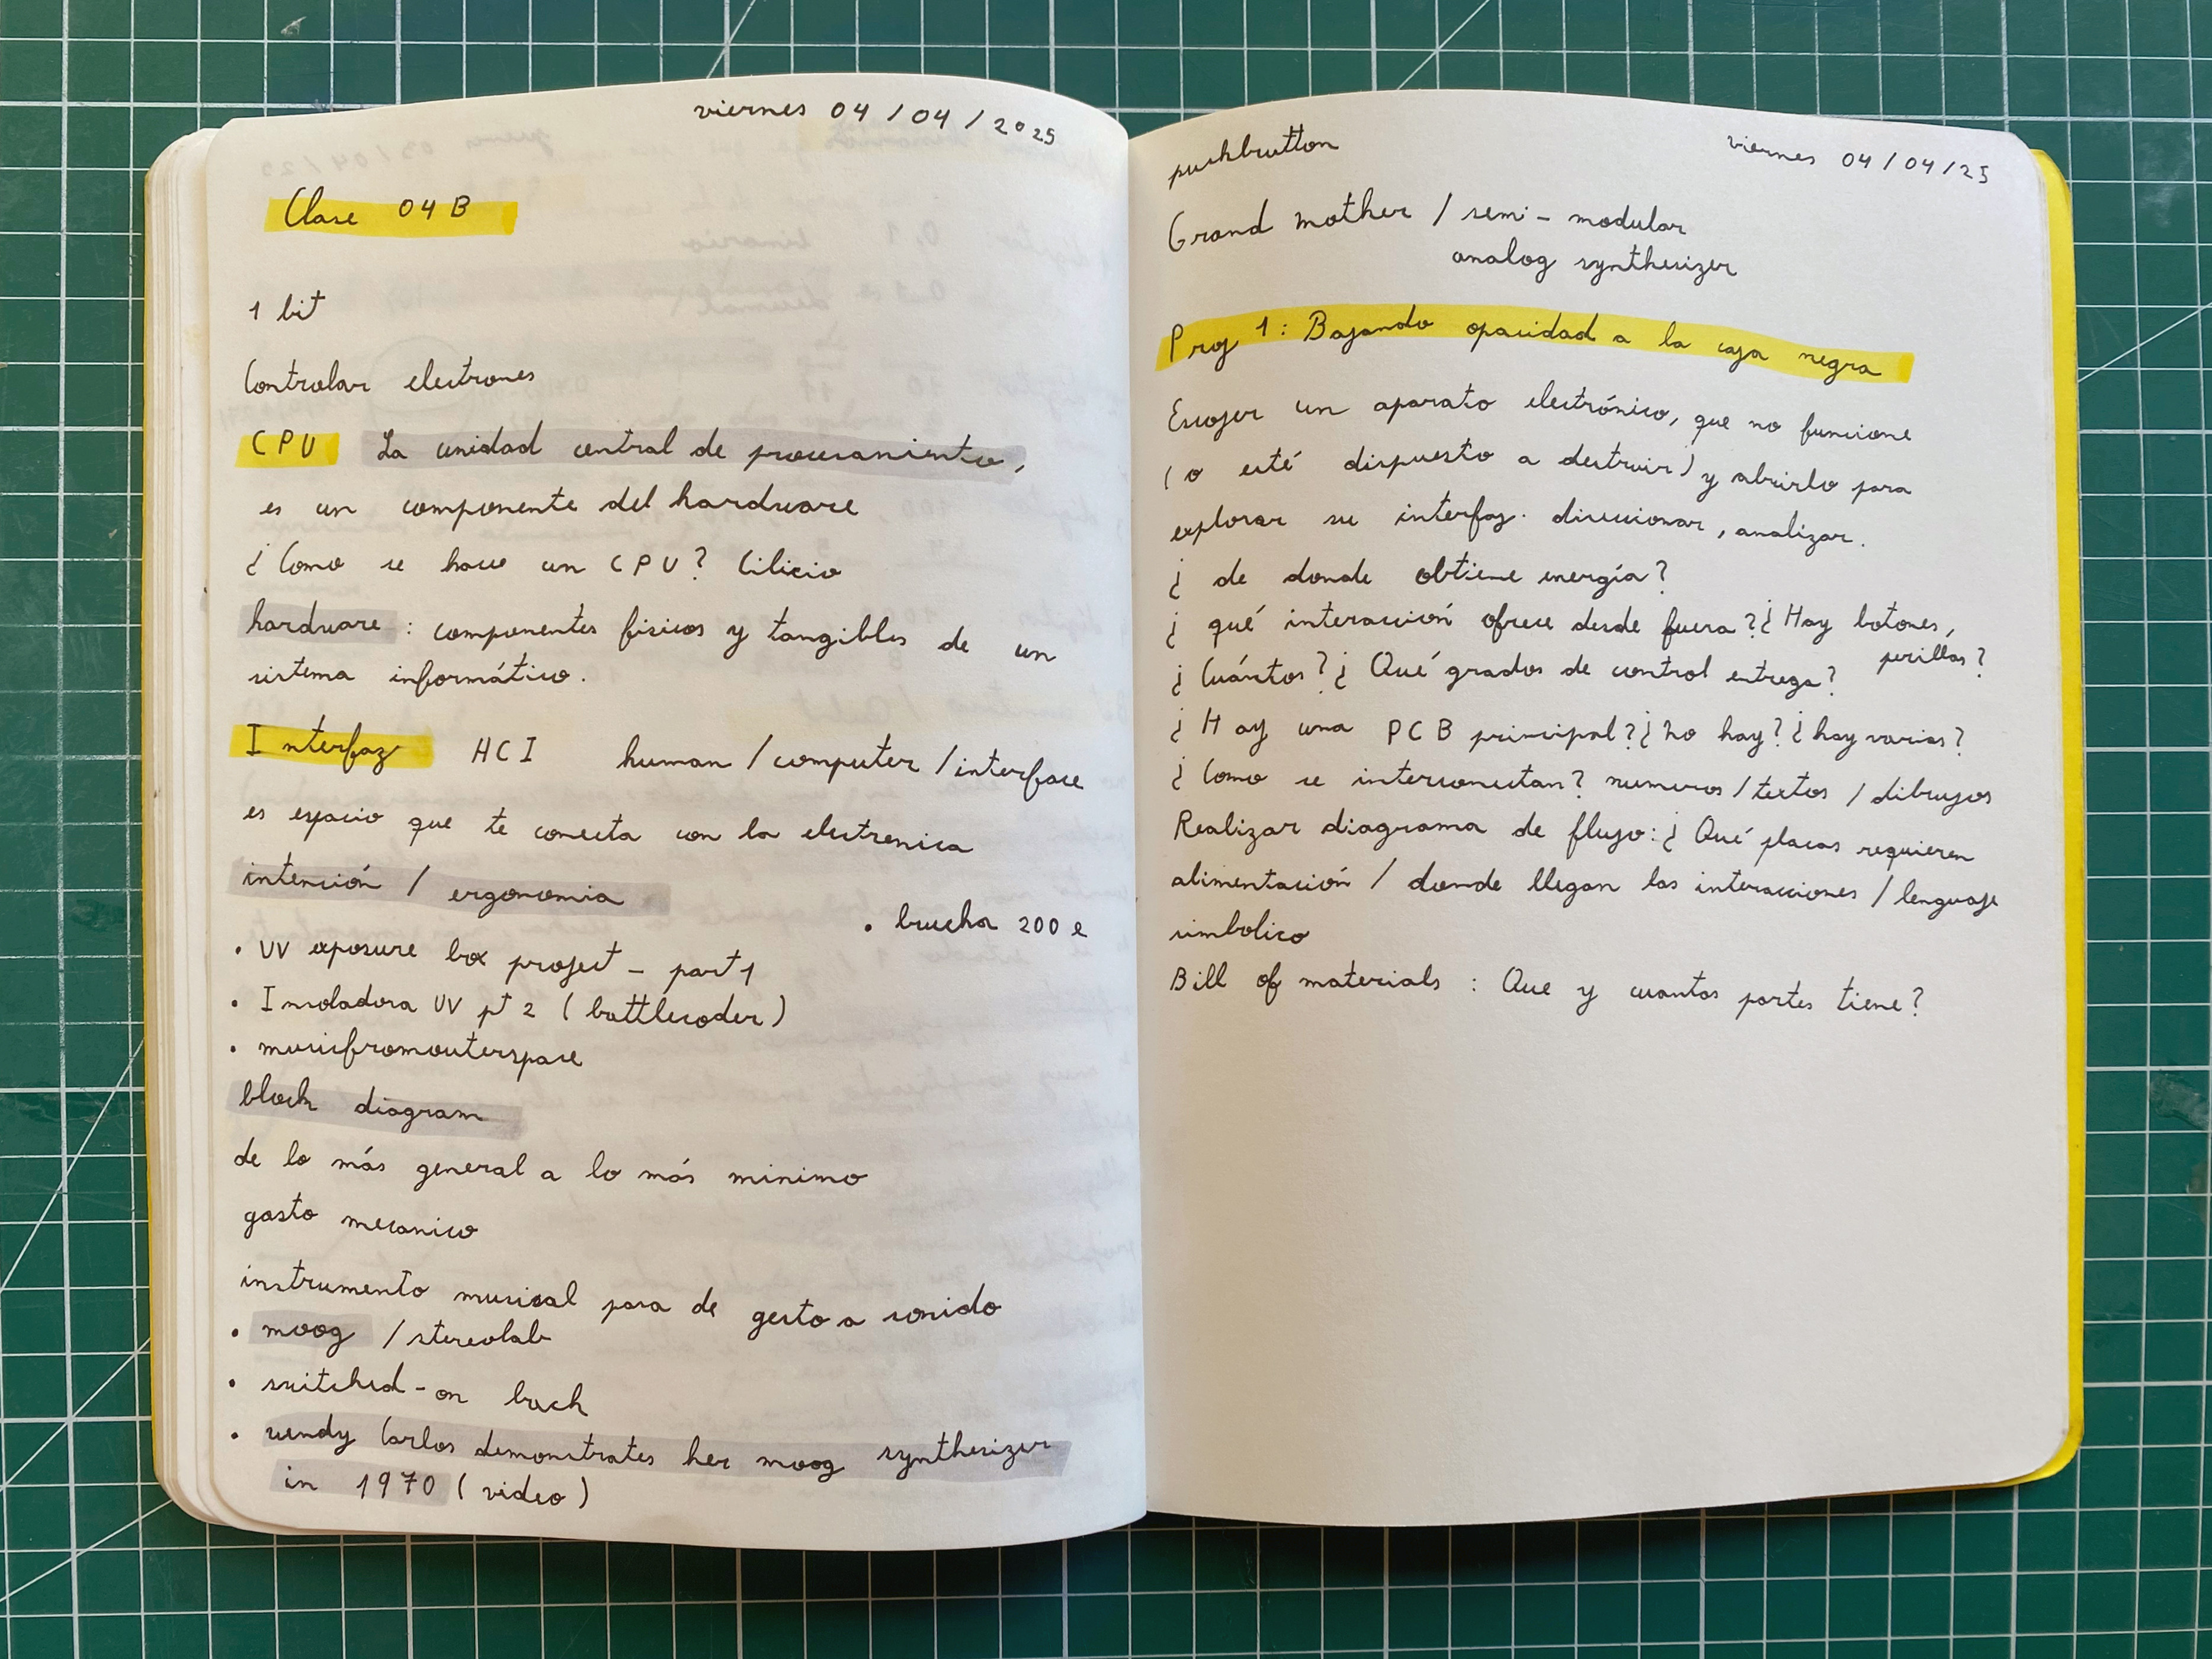 viernes 04/04/2025
Clase 04B
1 bit
Controlar electrones
CPU La unidad central de procesamiento,
es un componente del hardware
¿Como se hace un CPU? Cilicio
hardware: componentes fisicos y tangibles de un
sistema informático.
Interfaz HCI human/computer/interface
es espacio que te conecta con la electronica
intención / ergonomia
• buchla 200 e
• UV exposure box project - part 1
• Insoladora UV pt 2 (battlecoder)
• musicfromouterspace
block diagram
de lo más general a lo más minimo
gasto mecanico
instrumento musical para de gesto a sonido
• moog / stereolab
• switched-on bach
• wendy Carlos demonstrates her moog synthesizer
in 1970 (video)
viernes 04/04/25
pushbutton
Grand mother / semi-modular
analog synthesizer
Proy 1: Bajando opacidad a la caja negra
Escojer un aparato electrónico, que no funcione
(o esté dispuesto a destruir) y abrirlo para
explorar su interfaz. direccionar, analizar.
¿ de donde obtiene energía?
¿ qué interacción ofrece desde fuera? ¿Hay botones,
perillas?
¿Cuántos? ¿Qué grados de control entrega?
¿Hay una PCB principal? ¿no hay? ¿hay varias?
¿Como se interconectan? numeros/textos/dibujos
Realizar diagrama de flujo: ¿Qué placas requieren
alimentación / donde llegan las interacciones / lenguaje
simbolico
Bill of materials : Que y cuantas partes tiene?